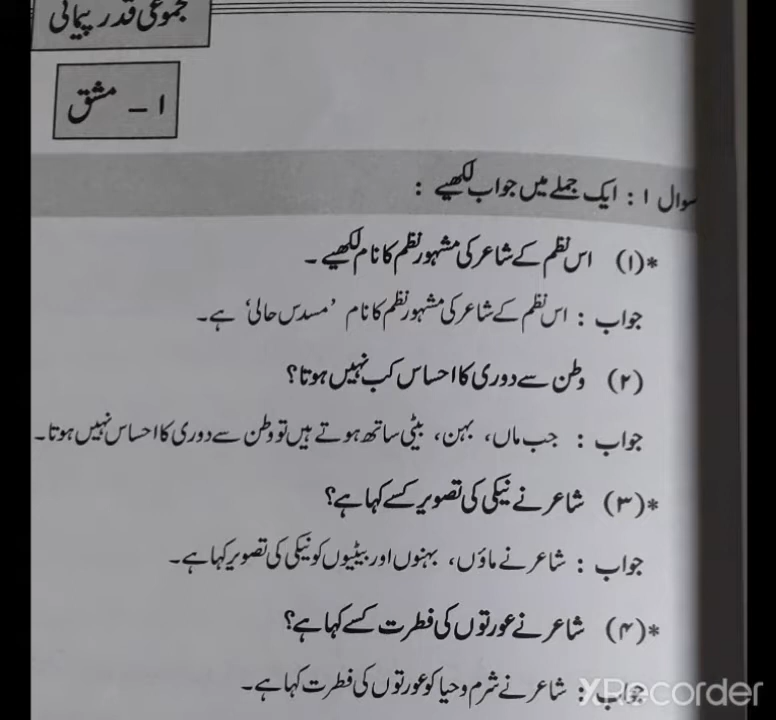 مجموعی قدر پیمائی
۱ – مشق
سوال ۱ : ایک جملے میں جواب لکھیے :
*(۱) اس نظم کے شاعر کی مشہور نظم کا نام لکھیے ۔
جواب : اس نظم کے شاعر کی مشہور نظم کا نام ’مسدس حالی‘ ہے۔
(۲) وطن سے دوری کا احساس کب نہیں ہوتا؟
جواب : جب ماں، بہن، بیٹی ساتھ ہوتے ہیں تو وطن سے دوری کا احساس نہیں ہوتا۔
*(۳) شاعر نے نیکی کی تصویر کسے کہا ہے؟
جواب : شاعر نے ماؤں، بہنوں اور بیٹیوں کو نیکی کی تصویر کہا ہے۔
*(۴) شاعر نے عورتوں کی فطرت کسے کہا ہے؟
جواب : شاعر نے شرم و حیا کو عورتوں کی فطرت کہا ہے۔
XRecorder